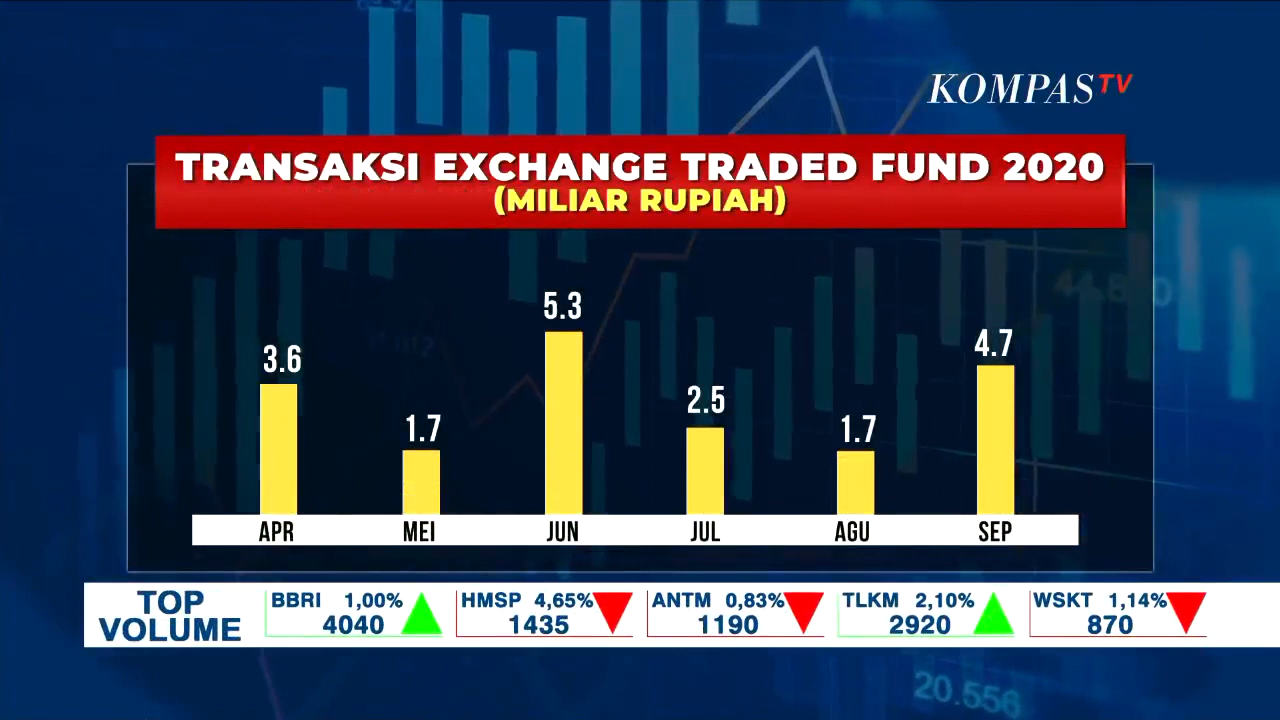 KOMPASTV
TRANSAKSI EXCHANGE TRADED FUND 2020
(MILIAR RUPIAH)
3.6
1.7
5.3
2.5
1.7
4.7
APR
MEI
JUN
JUL
AGU
SEP
TOP
VOLUME
BBRI 1,00%
4040
HMSP 4,65%
1435
ANTM 0,83%
1190
TLKM 2,10%
2920
WSKT 1,14%
870
20.556